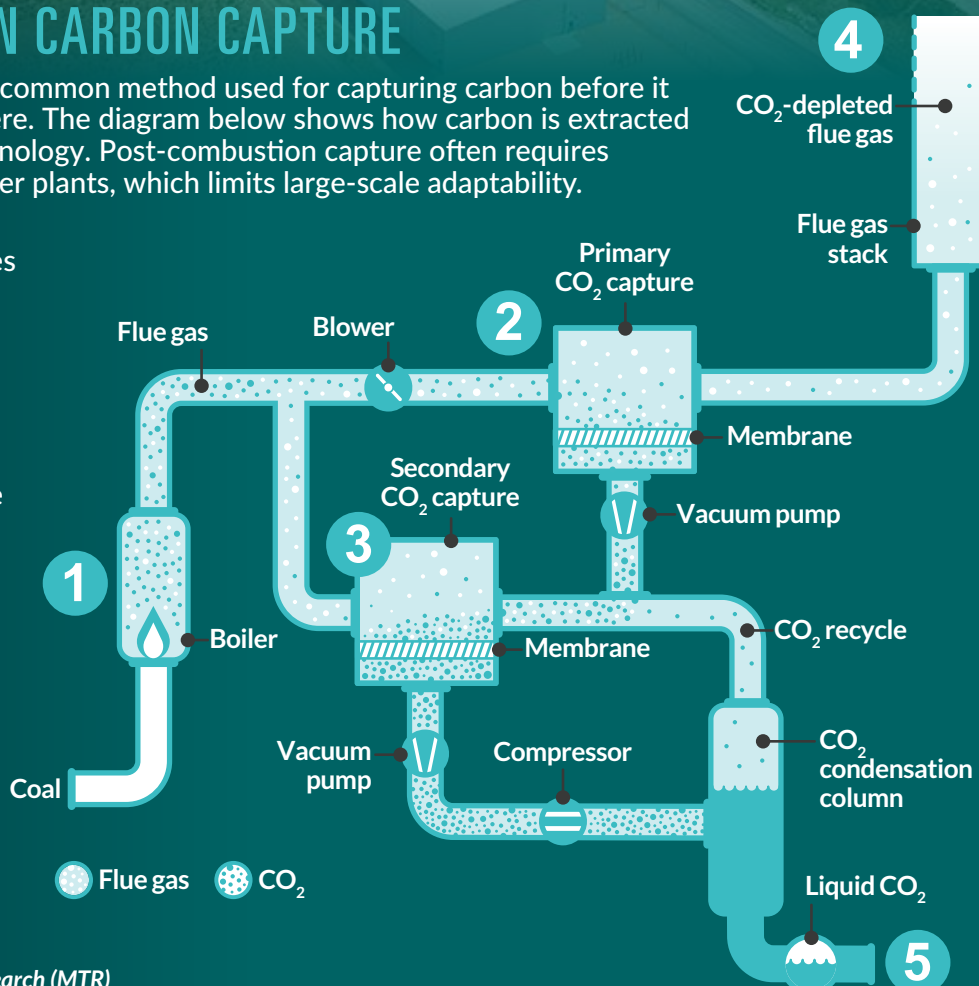 N CARBON CAPTURE
common method used for capturing carbon before it
ere. The diagram below shows how carbon is extracted
nology. Post-combustion capture often requires
er plants, which limits large-scale adaptability.
es
e
4
CO₂-depleted
flue gas
Flue gas
stack
Primary
CO₂ capture
2
Flue gas
Blower
Membrane
Secondary
CO₂ capture
Vacuum pump
3
1
Boiler
Membrane
CO₂ recycle
Vacuum
pump
Compressor
CO₂
condensation
column
Coal
Flue gas
CO₂
Liquid CO₂
5
earch (MTR)